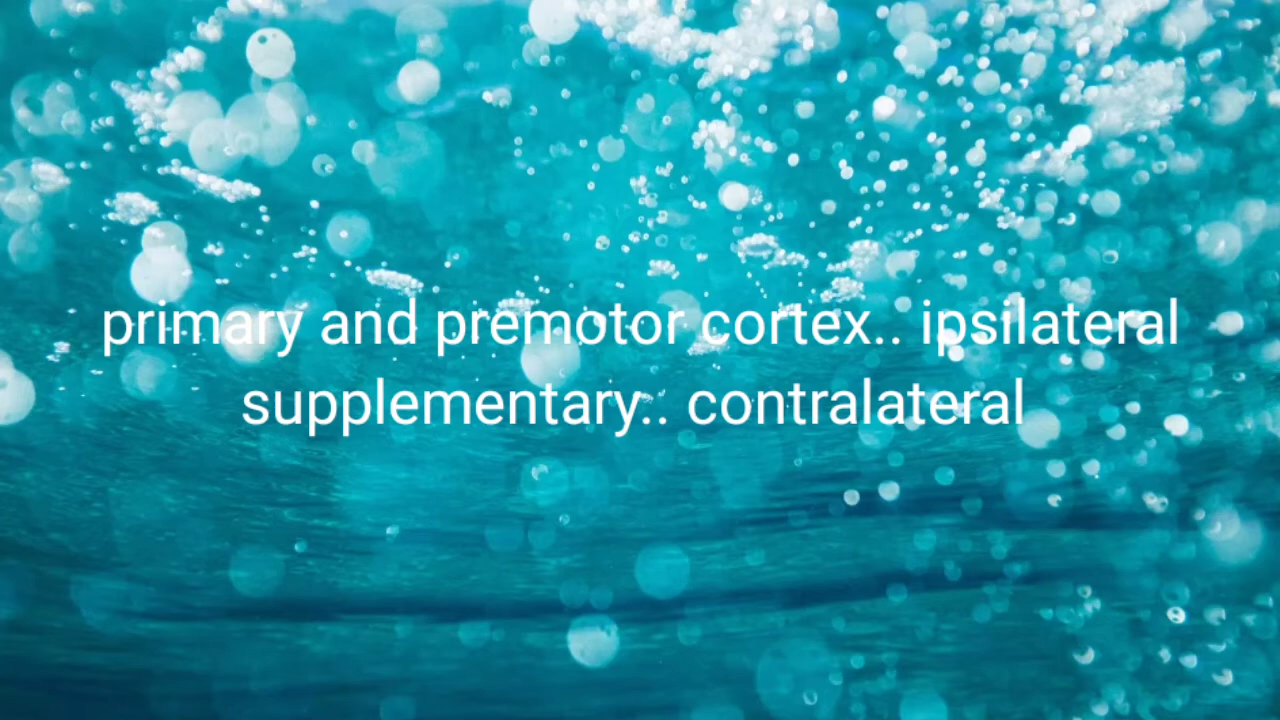 primary and premotor cortex.. ipsilateral
supplementary.. contralateral